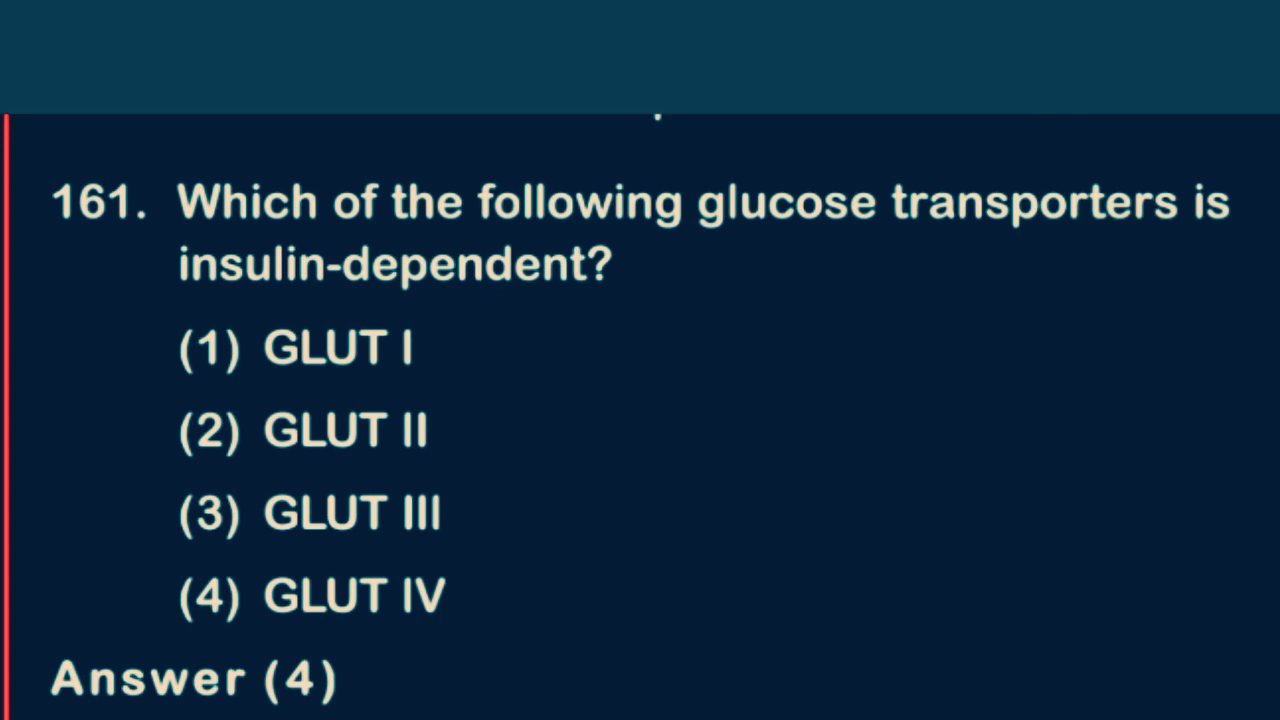 161. Which of the following glucose transporters is
insulin-dependent?
(1) GLUT I
(2) GLUT II
(3) GLUT III
(4) GLUT IV
Answer (4)